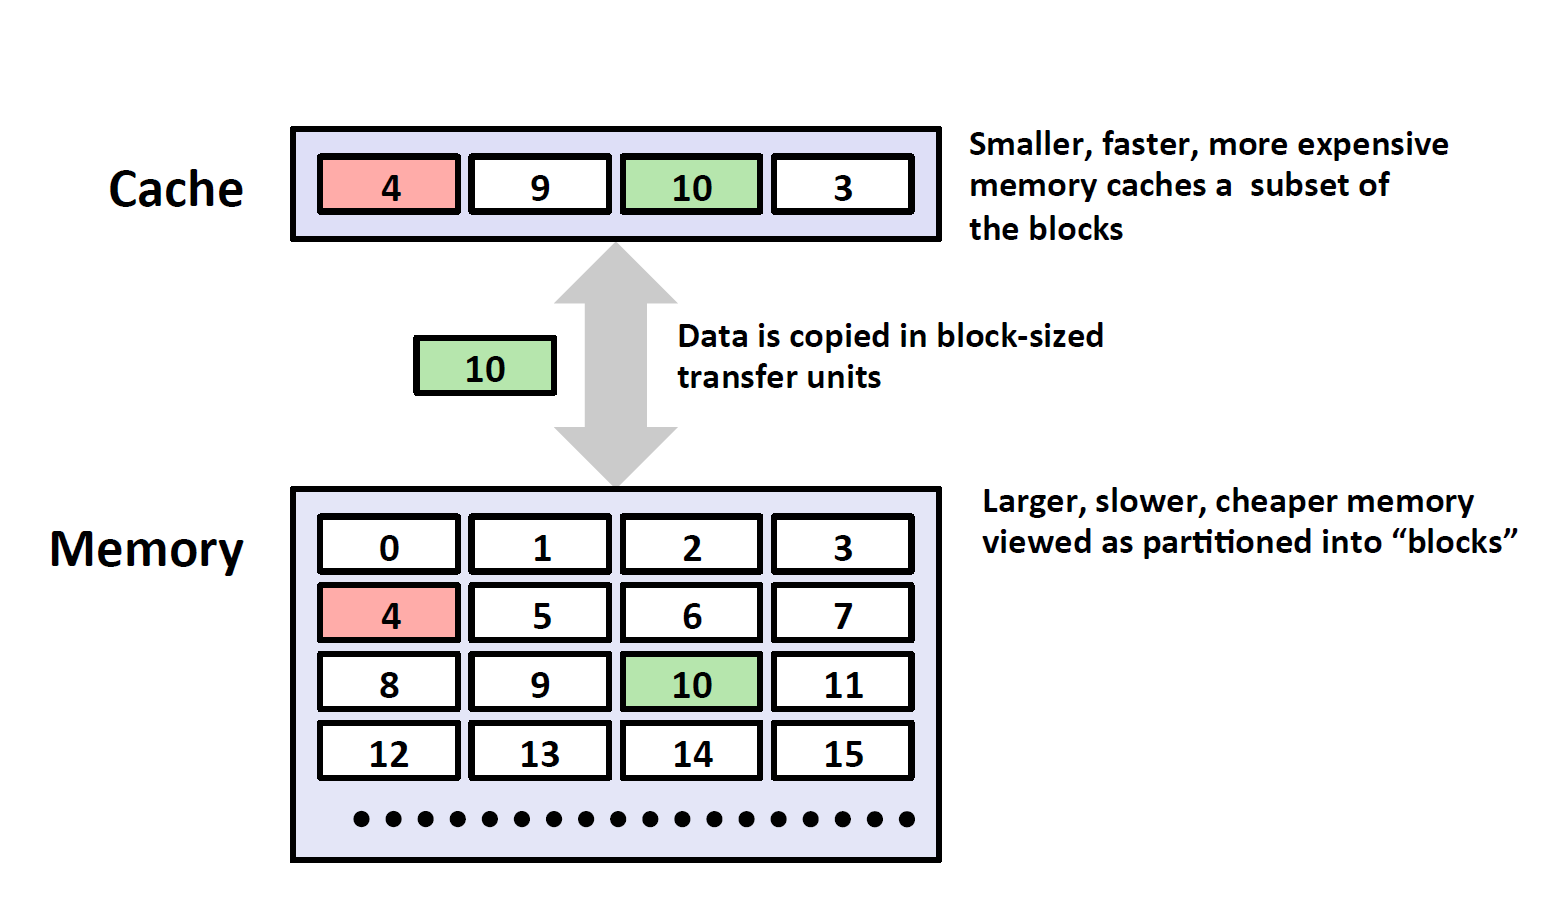 Cache
4 9 10 3
Smaller, faster, more expensive
memory caches a subset of
the blocks
10
Data is copied in block-sized
transfer units
Memory
0 1 2 3
4 5 6 7
8 9 10 11
12 13 14 15
Larger, slower, cheaper memory
viewed as partitioned into “blocks”